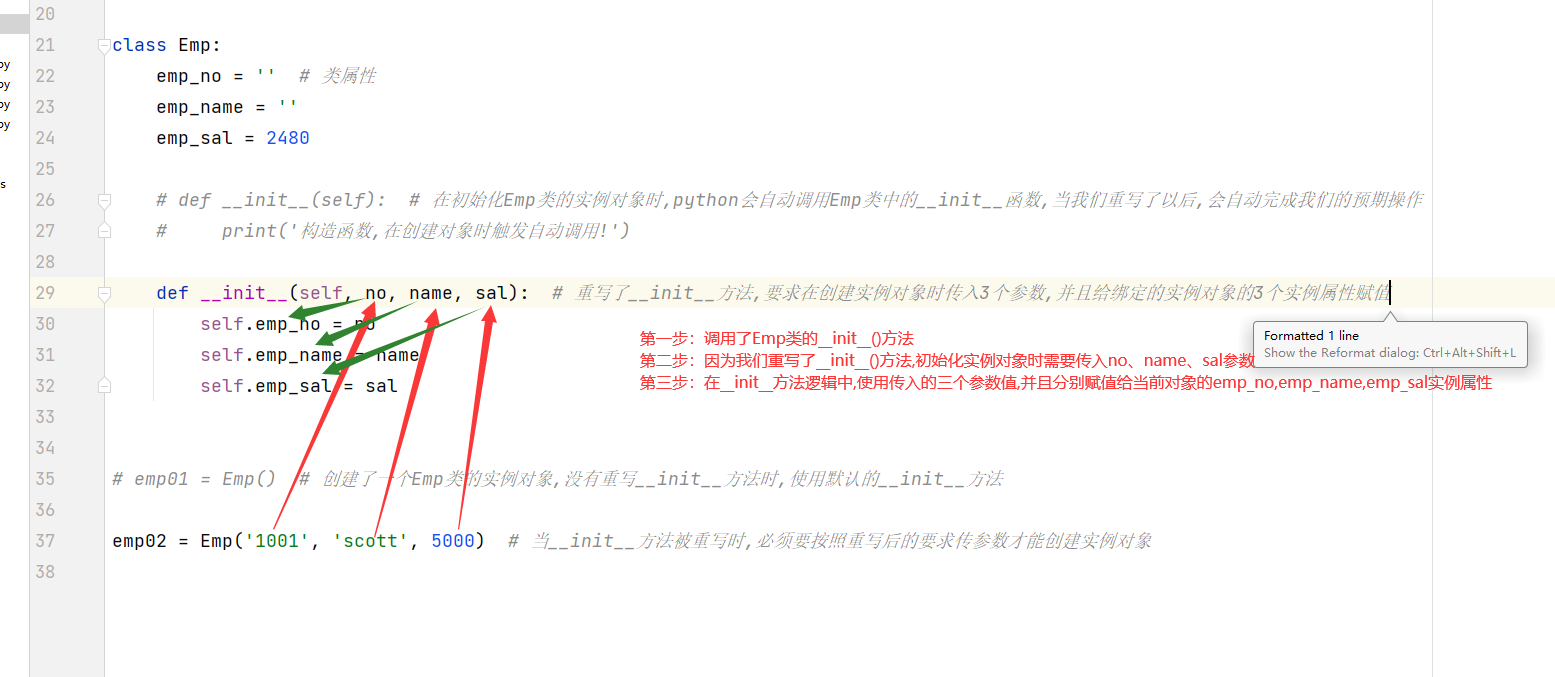 20
21 class Emp:
py
22 emp_no = '' # 类属性
py
23 emp_name = ''
py
24 emp_sal = 2480
py
25
s
26 # def __init__(self): # 在初始化Emp类的实例对象时,python会自动调用Emp类中的__init__函数,当我们重写了以后,会自动完成我们的预期操作
27 # print('构造函数,在创建对象时触发自动调用!')
28
29 def __init__(self, no, name, sal): # 重写了__init__方法,要求在创建实例对象时传入3个参数,并且给绑定的实例对象的3个实例属性赋值
30 self.emp_no = no
第一步：调用了Emp类的__init__()方法
Formatted 1 line
31 self.emp_name = name
第二步：因为我们重写了__init__()方法,初始化实例对象时需要传入no、name、sal参数
Show the Reformat dialog: Ctrl+Alt+Shift+L
32 self.emp_sal = sal
第三步：在__init__方法逻辑中,使用传入的三个参数值,并且分别赋值给当前对象的emp_no,emp_name,emp_sal实例属性
33
34
35 # emp01 = Emp() # 创建了一个Emp类的实例对象,没有重写__init__方法时,使用默认的__init__方法
36
37 emp02 = Emp('1001', 'scott', 5000) # 当__init__方法被重写时,必须要按照重写后的要求传参数才能创建实例对象
38